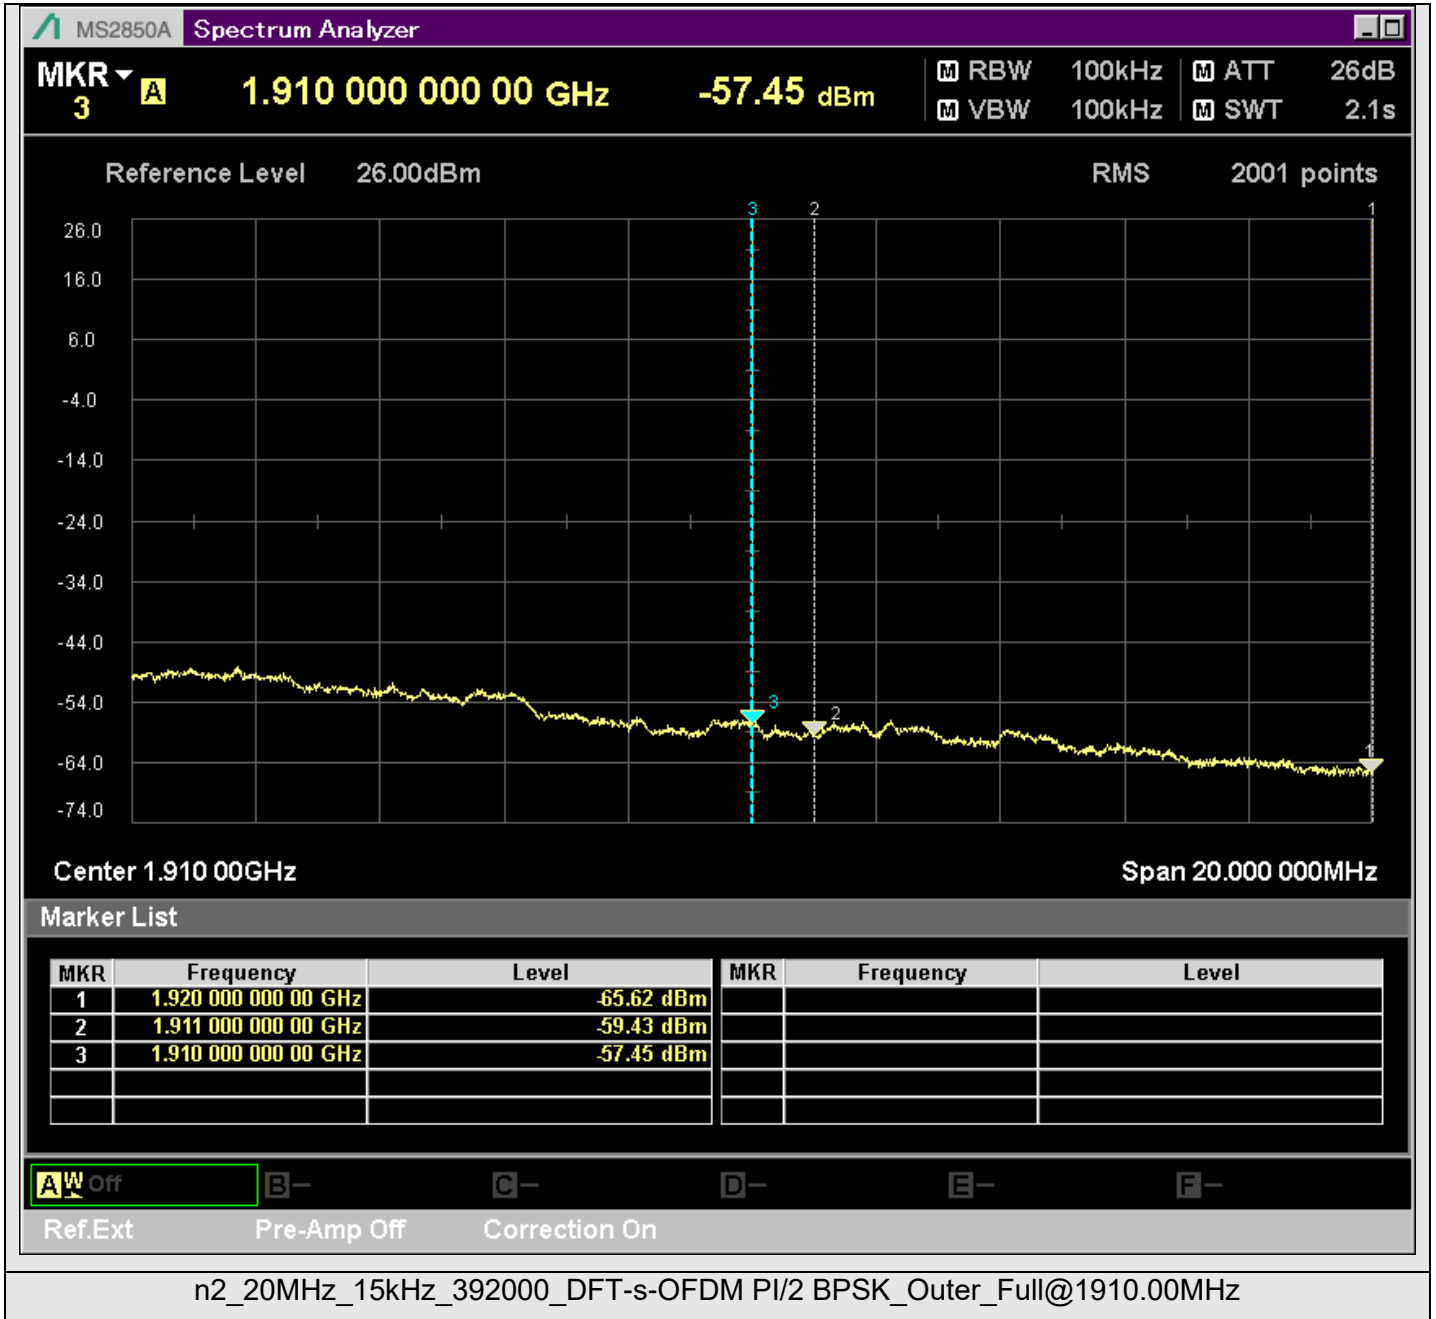 MS2850A Spectrum Analyzer
MKR A 1.910 000 000 00 GHz -57.45 dBm M RBW 100kHz M ATT 26dB
3 M VBW 100kHz M SWT 2.1s
Reference Level 26.00dBm RMS 2001 points
3 2 1
26.0
16.0
6.0
-4.0
-14.0
-24.0
-34.0
-44.0
-54.0 3
2
-64.0 1
-74.0
Center 1.910 00GHz Span 20.000 000MHz
Marker List
MKR Frequency Level MKR Frequency Level
1 1.920 000 000 00 GHz -65.62 dBm
2 1.911 000 000 00 GHz -59.43 dBm
3 1.910 000 000 00 GHz -57.45 dBm
A W Off B C D E F
Ref.Ext Pre-Amp Off Correction On
n2_20MHz_15kHz_392000_DFT-s-OFDM PI/2 BPSK_Outer_Full@1910.00MHz